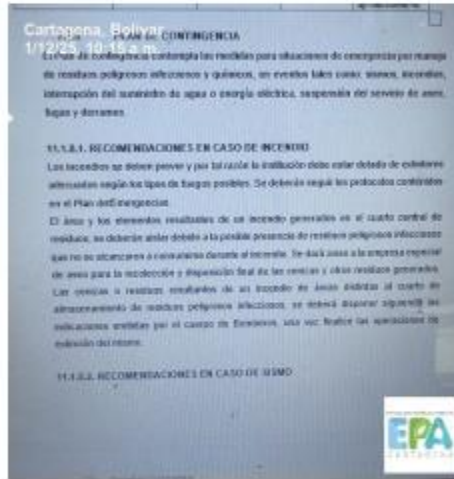 Cartagena, Bolívar
1/12/25, 10:15 a.m.
PLAN DE CONTINGENCIA
El Plan de contingencia contempla las medidas para situaciones de emergencia por manejo
de residuos peligrosos infecciosos y químicos, en eventos tales como: sismos, incendios,
interrupción del suministro de agua o energía eléctrica, suspensión del servicio de aseo,
fugas y derrames.
11.1.8.1. RECOMENDACIONES EN CASO DE INCENDIO
Los incendios se deben prever y por tal razón la institución debe estar dotada de extintores
adecuados según los tipos de fuegos posibles. Se deberán seguir los protocolos contenidos
en el Plan de Emergencias.
El área y los elementos resultantes de un incendio generados en el cuarto central de
residuos, se deberán aislar debido a la posible presencia de residuos peligrosos infecciosos
que no se alcanzaron a consumirse durante el incendio. Se dará aviso a la empresa especial
de aseo para la recolección y disposición final de las cenizas y otros residuos generados.
Las cenizas o residuos resultantes de un incendio de áreas distintas al cuarto de
almacenamiento de residuos peligrosos infecciosos, se deberá disponer siguiendo las
indicaciones emitidas por el cuerpo de Bomberos, una vez finalice las operaciones de
extinción del mismo.
11.1.8.2. RECOMENDACIONES EN CASO DE SISMO
EPA
CARTAGENA